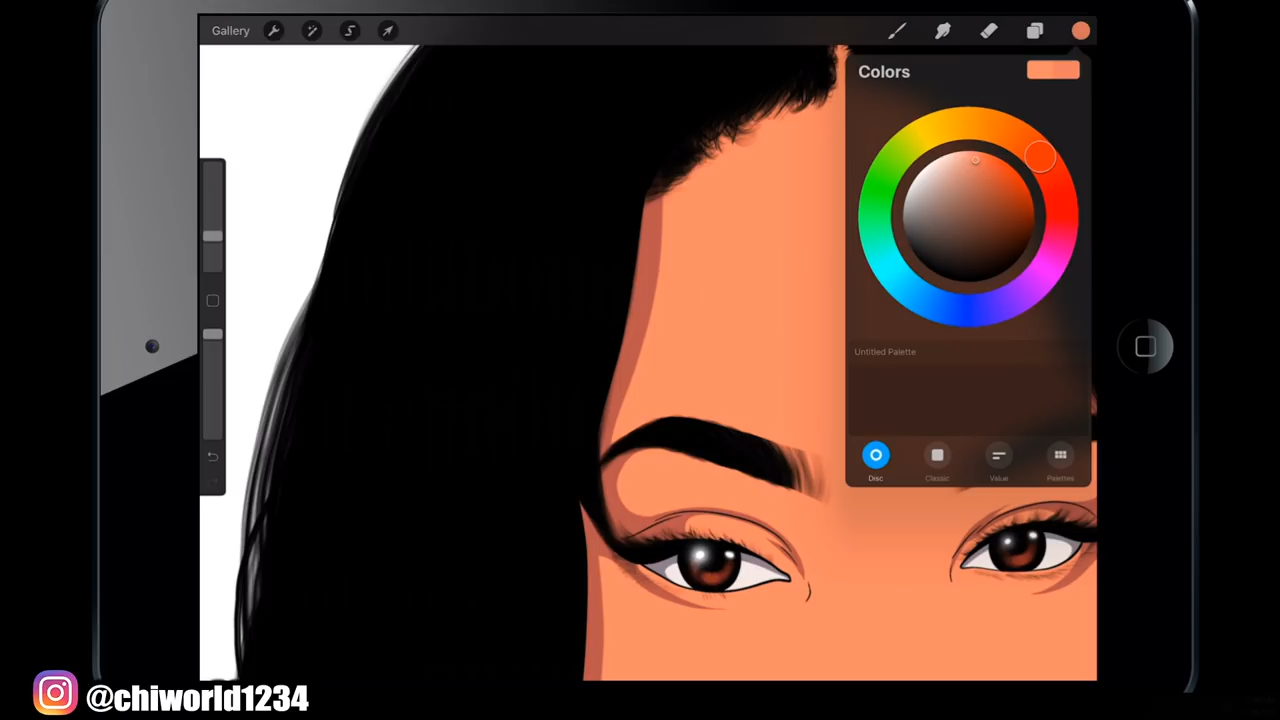 Gallery
Colors
Untitled Palette
Disc
Classic
Value
Palettes
@chiworld1234